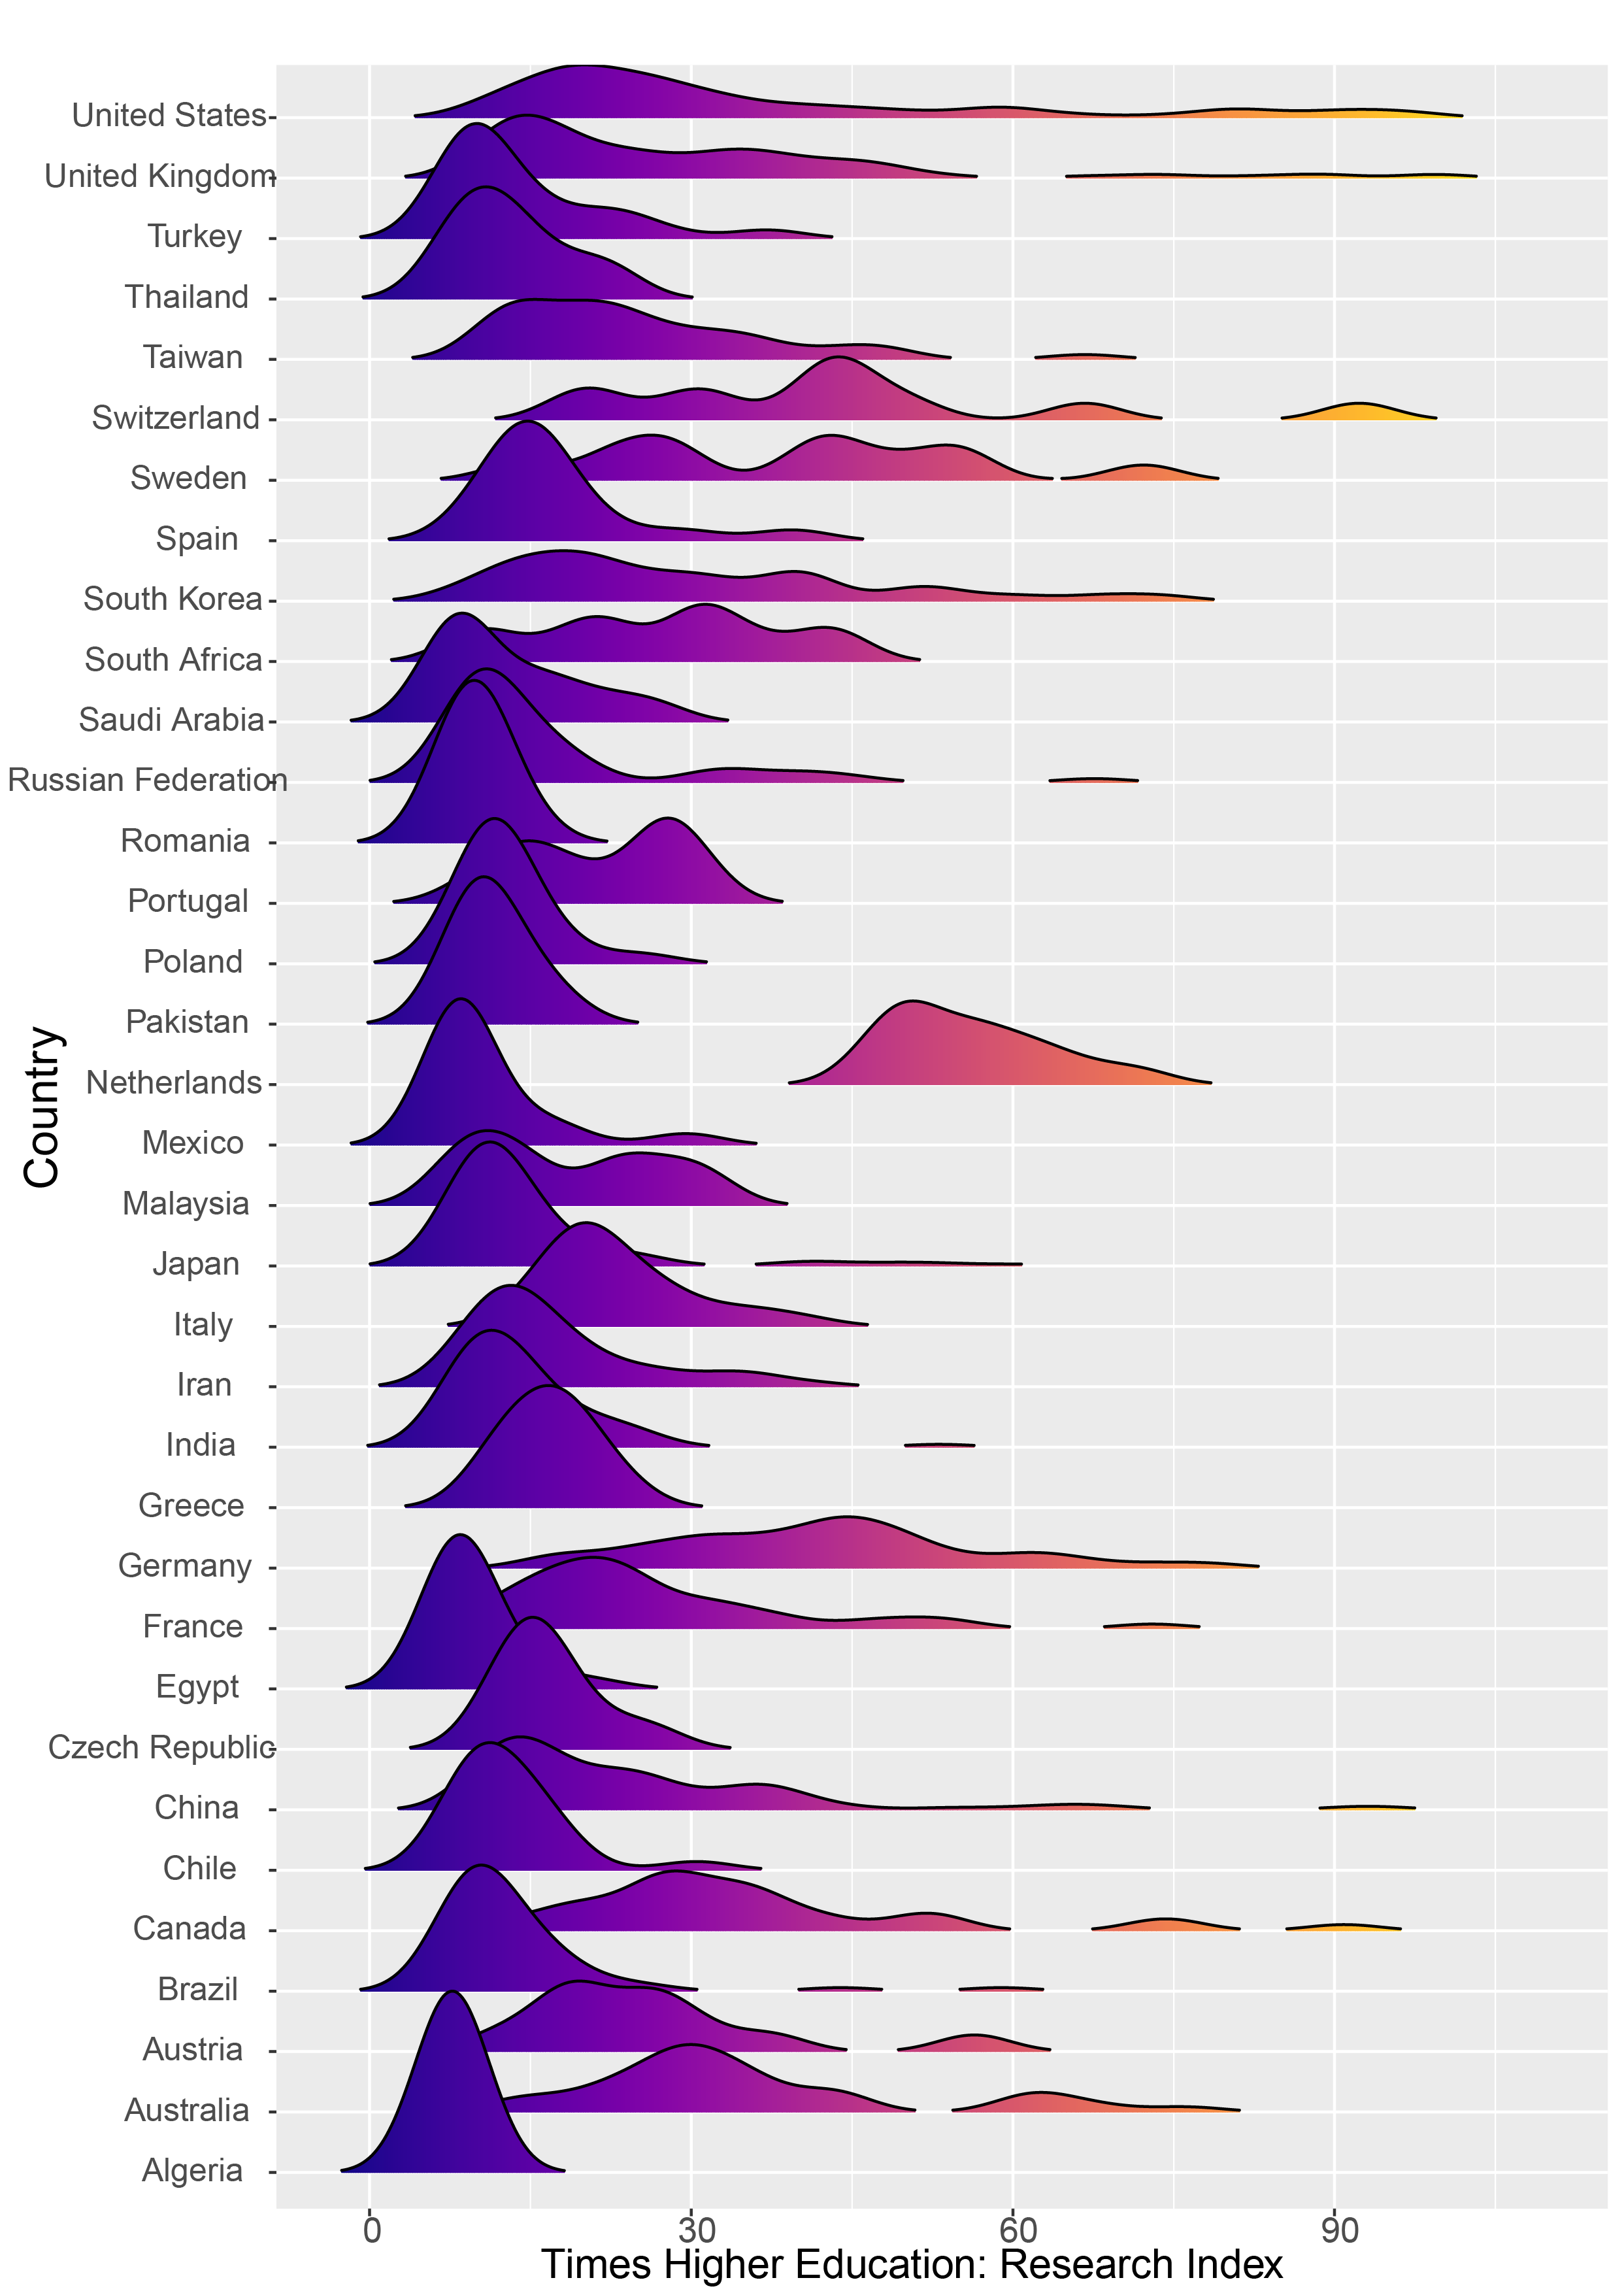 United States
United Kingdom
Turkey
Thailand
Taiwan
Switzerland
Sweden
Spain
South Korea
South Africa
Saudi Arabia
Russian Federation
Romania
Portugal
Poland
Pakistan
Netherlands
Mexico
Malaysia
Japan
Italy
Iran
India
Greece
Germany
France
Egypt
Czech Republic
China
Chile
Canada
Brazil
Austria
Australia
Algeria
Country
0 30 60 90
Times Higher Education: Research Index